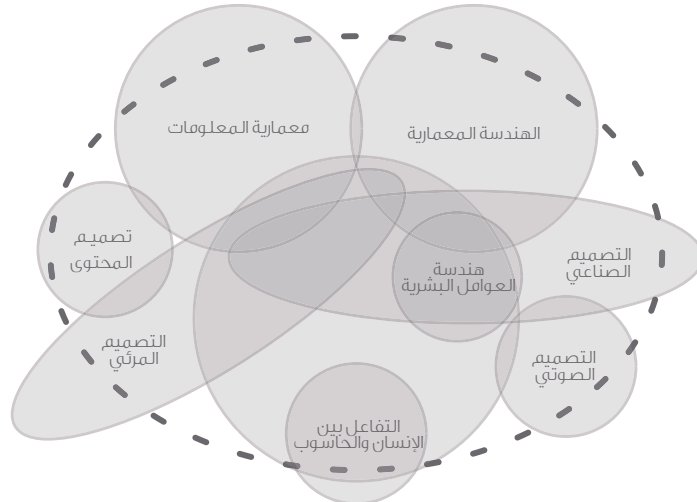 معمارية المعلومات
الهندسة المعمارية
تصميم
المحتوى
هندسة
العوامل البشرية
التصميم
الصناعي
التصميم
المرئي
التصميم
الصوتي
التفاعل بين
الإنسان والحاسوب